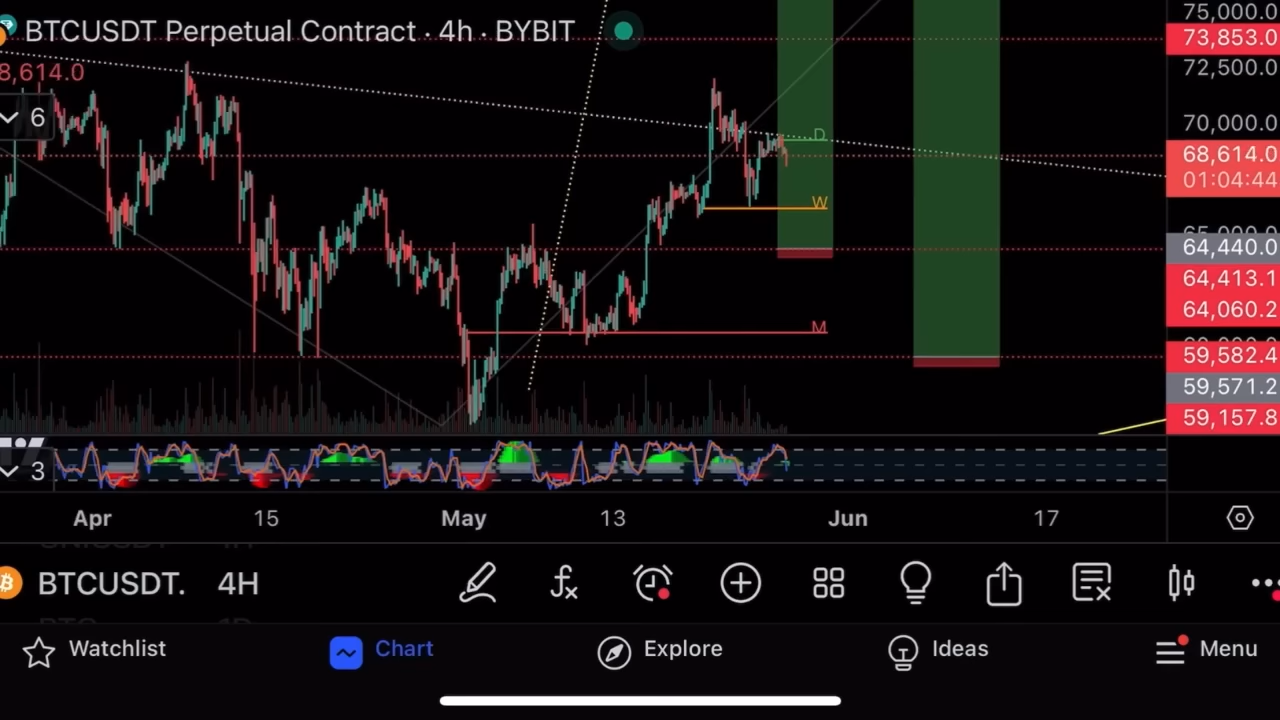 BTCUSDT Perpetual Contract · 4h · BYBIT
8,614.0
6
75,000.0
73,853.0
72,500.0
70,000.0
68,614.0
01:04:44
64,440.0
64,413.1
64,060.2
59,582.4
59,571.2
59,157.8
D
W
M
3
Apr 15 May 13 Jun 17
BTCUSDT. 4H
Watchlist Chart Explore Ideas Menu